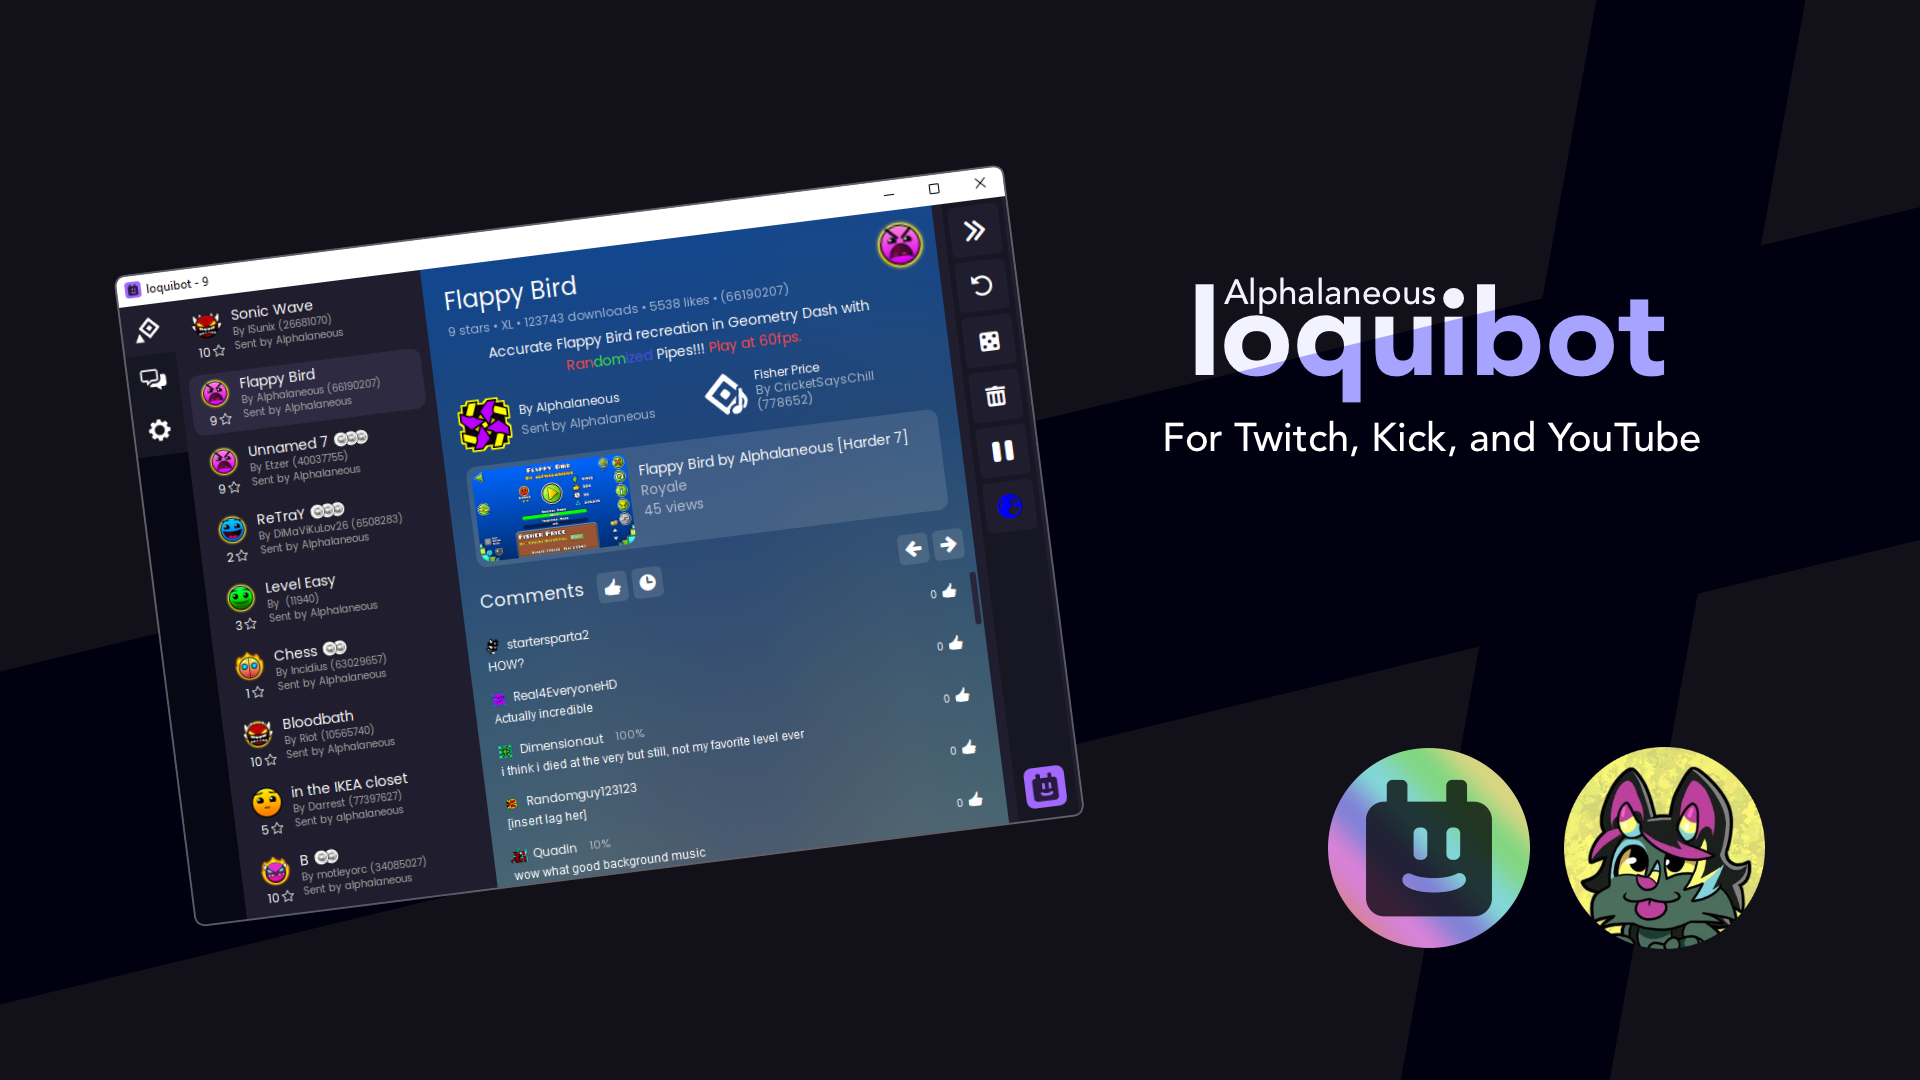 loquibot - 9
Sonic Wave
By lSunix (26681070)
Sent by Alphalaneous
10
Flappy Bird
By Alphalaneous (66190207)
Sent by Alphalaneous
9
Unnamed 7
By Etzer (40037755)
Sent by Alphalaneous
9
ReTraY
By DiMaViKuLov26 (6508283)
Sent by Alphalaneous
2
Level Easy
By (11940)
Sent by Alphalaneous
3
Chess
By Incidius (63029657)
Sent by Alphalaneous
1
Bloodbath
By Riot (10565740)
Sent by Alphalaneous
10
in the IKEA closet
By Darrest (77397627)
Sent by alphalaneous
5
B
By motleyorc (34085027)
Sent by alphalaneous
10
Flappy Bird
9 stars • XL • 123743 downloads • 5538 likes • (66190207)
Accurate Flappy Bird recreation in Geometry Dash with
Randomized Pipes!!! Play at 60fps.
By Alphalaneous
Sent by Alphalaneous
Fisher Price
By CricketSaysChill
(778652)
Flappy Bird
Fisher Price
Flappy Bird by Alphalaneous [Harder 7]
Royale
45 views
Comments
startersparta2
HOW?
0
Real4EveryoneHD
Actually incredible
0
Dimensionaut 100%
i think i died at the very but still, not my favorite level ever
0
Randomguy123123
[insert lag her]
0
Quadin 10%
wow what good background music
0
Alphalaneous
loquibot
For Twitch, Kick, and YouTube